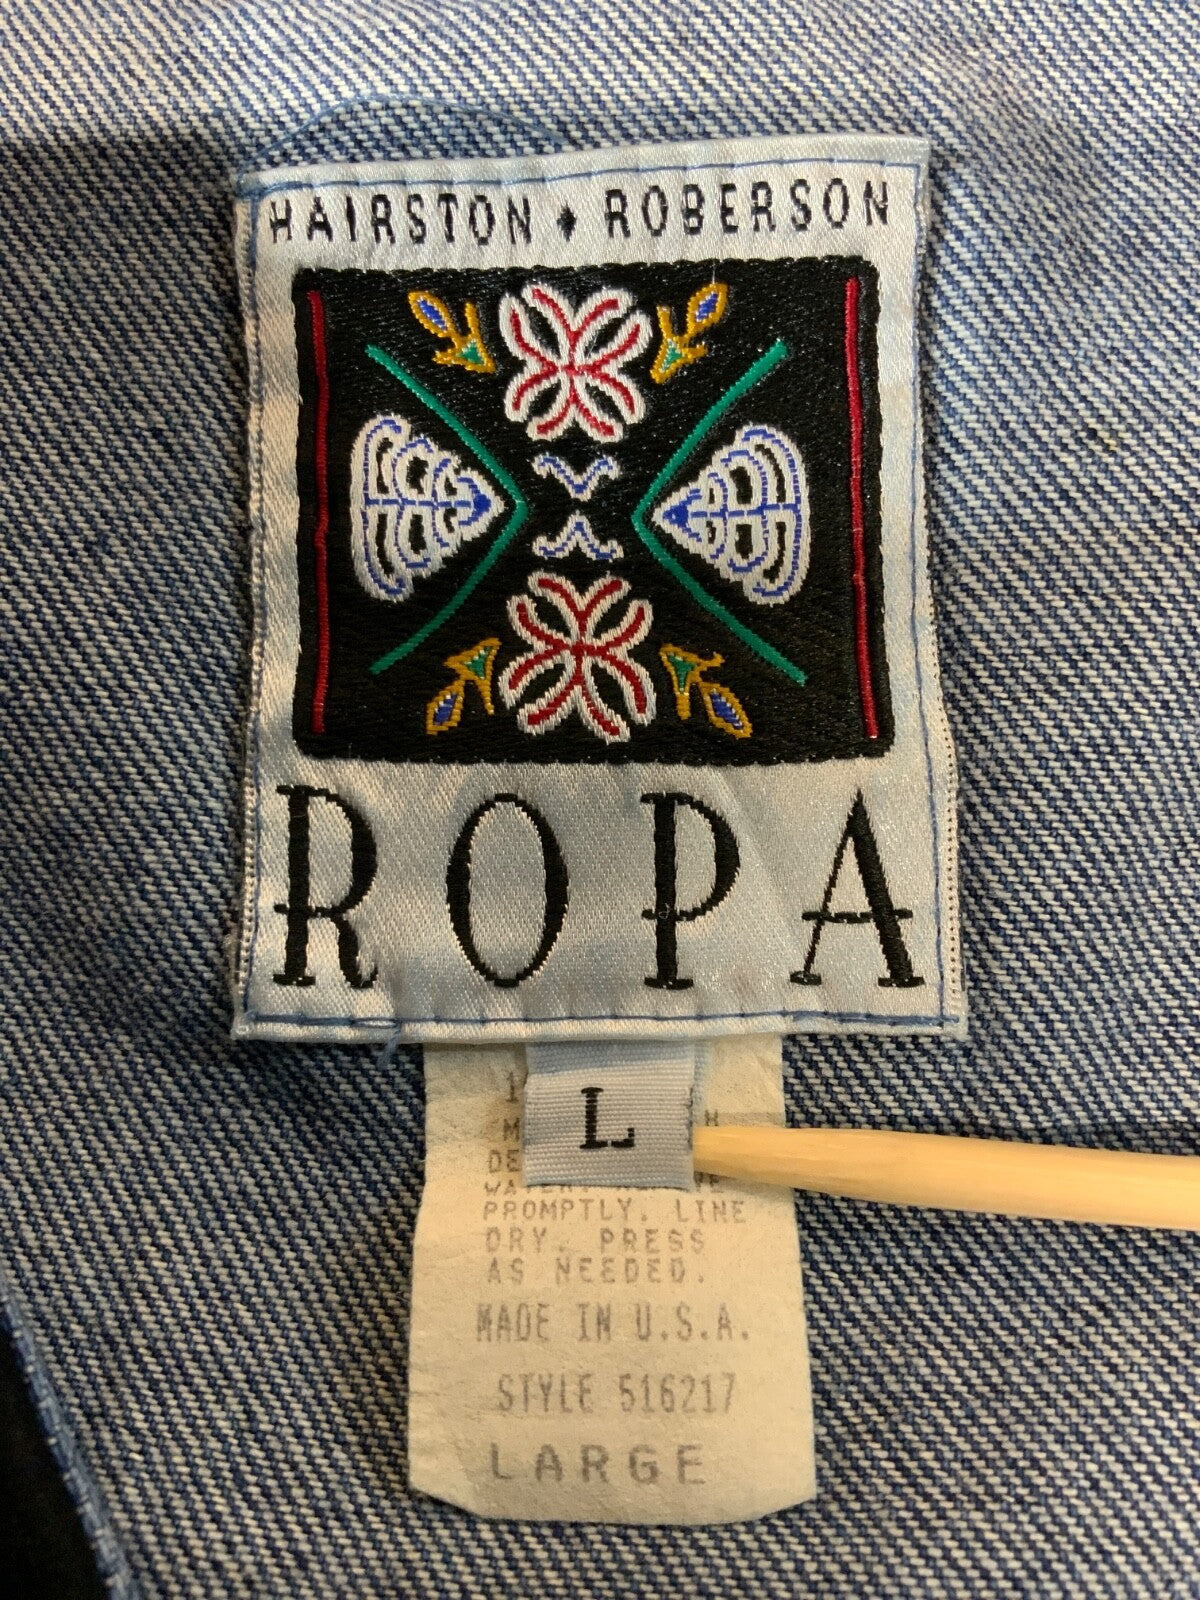 HAIRSTON ♦ ROBERSON
ROPA
L
PROMPTLY. LINE
DRY. PRESS
AS NEEDED.
MADE IN U.S.A.
STYLE 516217
LARGE